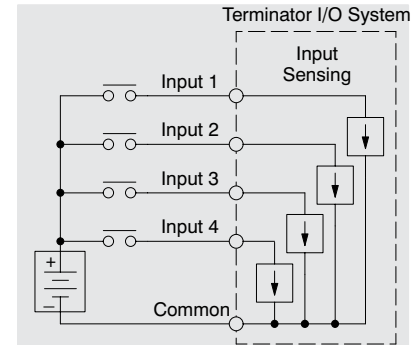 Terminator I/O System
Input
Sensing
Input 1
Input 2
Input 3
Input 4
+
–
Common